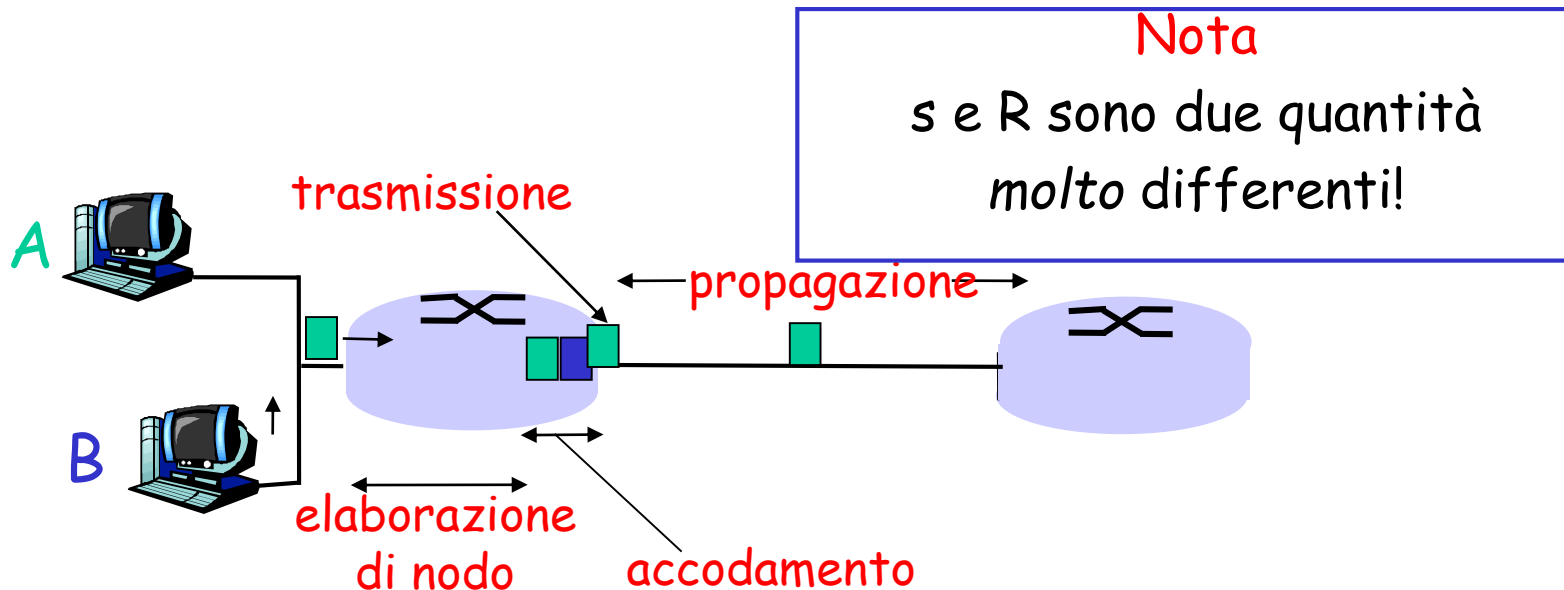 Nota
s e R sono due quantità
molto differenti!
trasmissione
A
propagazione
B
elaborazione
di nodo
accodamento